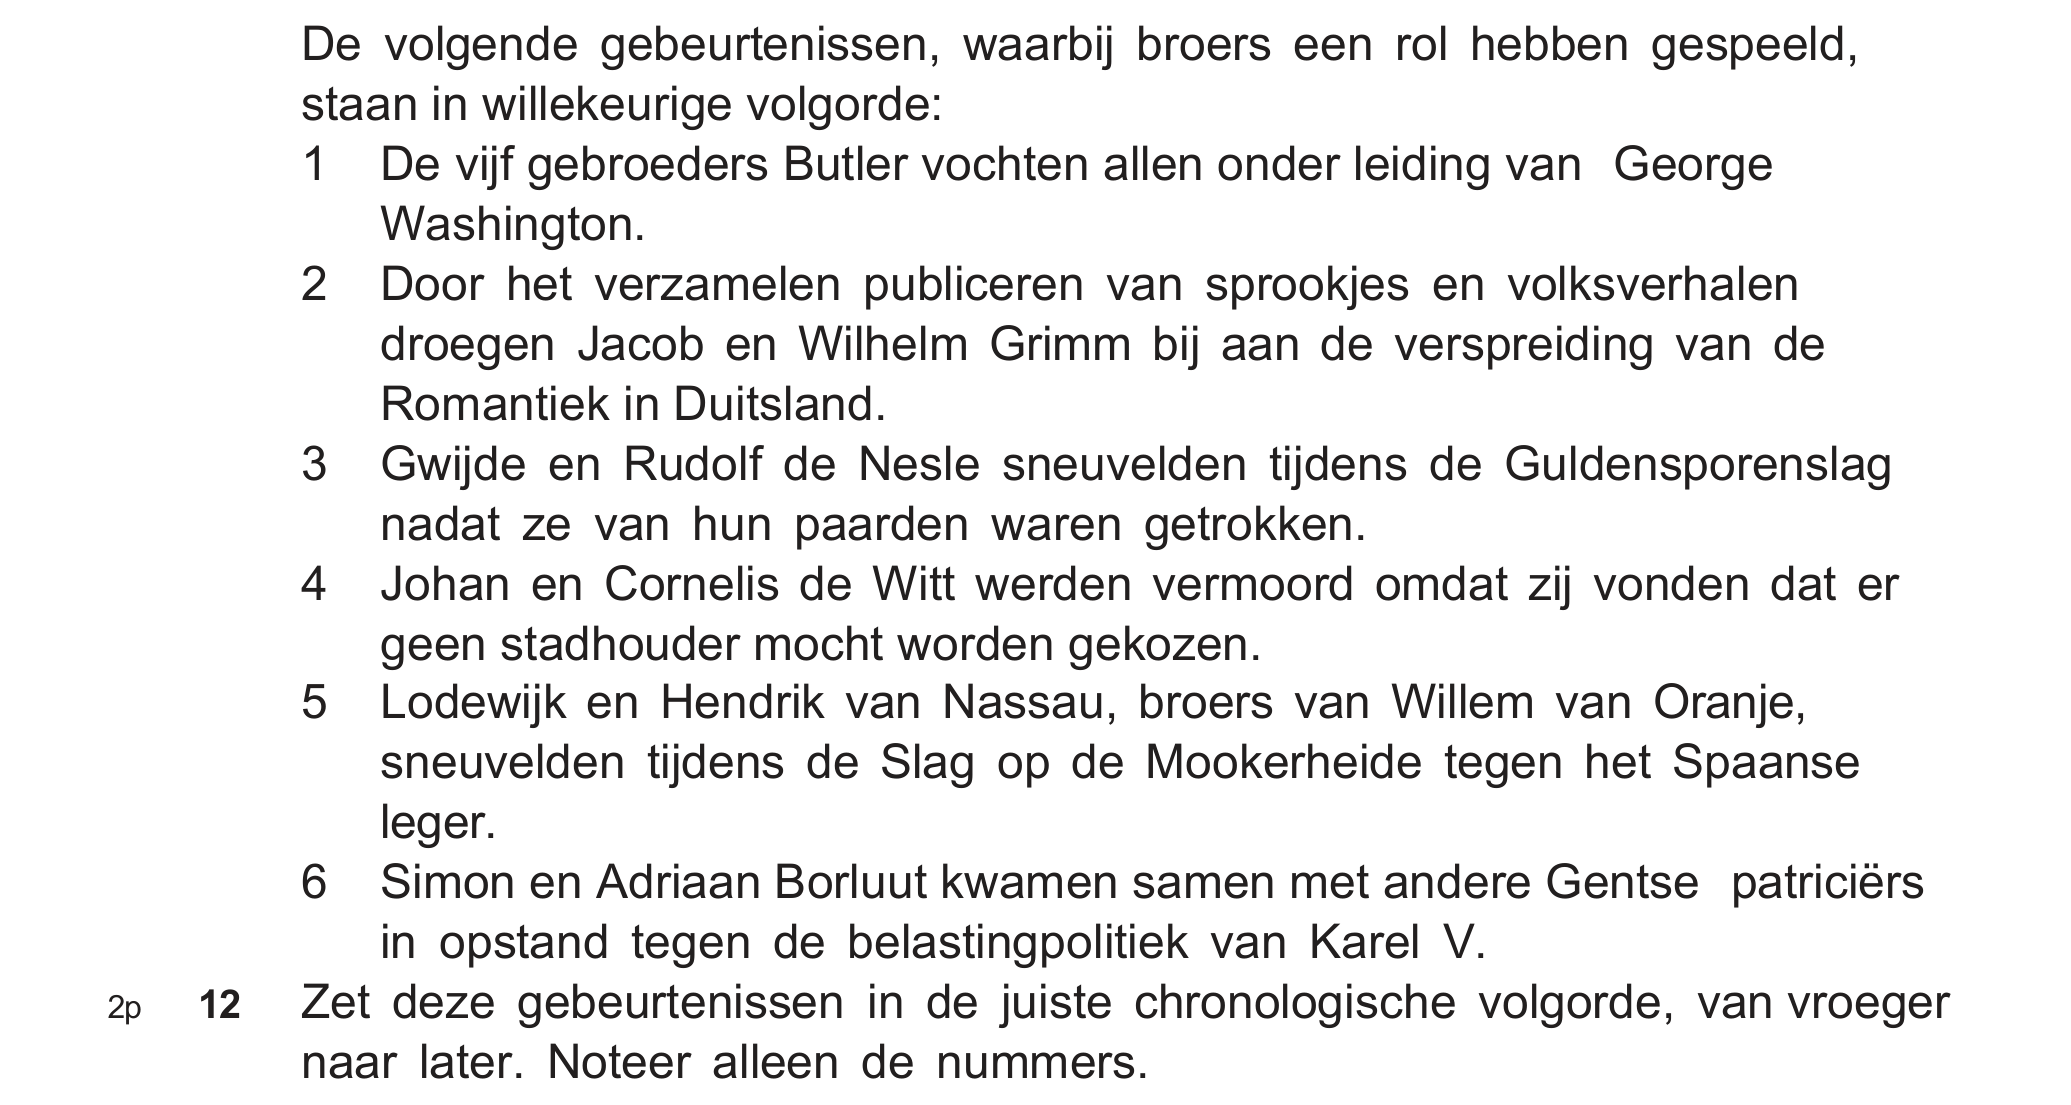 De volgende gebeurtenissen, waarbij broers een rol hebben gespeeld,
staan in willekeurige volgorde:
1 De vijf gebroeders Butler vochten allen onder leiding van George
Washington.
2 Door het verzamelen publiceren van sprookjes en volksverhalen
droegen Jacob en Wilhelm Grimm bij aan de verspreiding van de
Romantiek in Duitsland.
3 Gwijde en Rudolf de Nesle sneuvelden tijdens de Guldensporenslag
nadat ze van hun paarden waren getrokken.
4 Johan en Cornelis de Witt werden vermoord omdat zij vonden dat er
geen stadhouder mocht worden gekozen.
5 Lodewijk en Hendrik van Nassau, broers van Willem van Oranje,
sneuvelden tijdens de Slag op de Mookerheide tegen het Spaanse
leger.
6 Simon en Adriaan Borluut kwamen samen met andere Gentse patriciërs
in opstand tegen de belastingpolitiek van Karel V.
2p 12 Zet deze gebeurtenissen in de juiste chronologische volgorde, van vroeger
naar later. Noteer alleen de nummers.